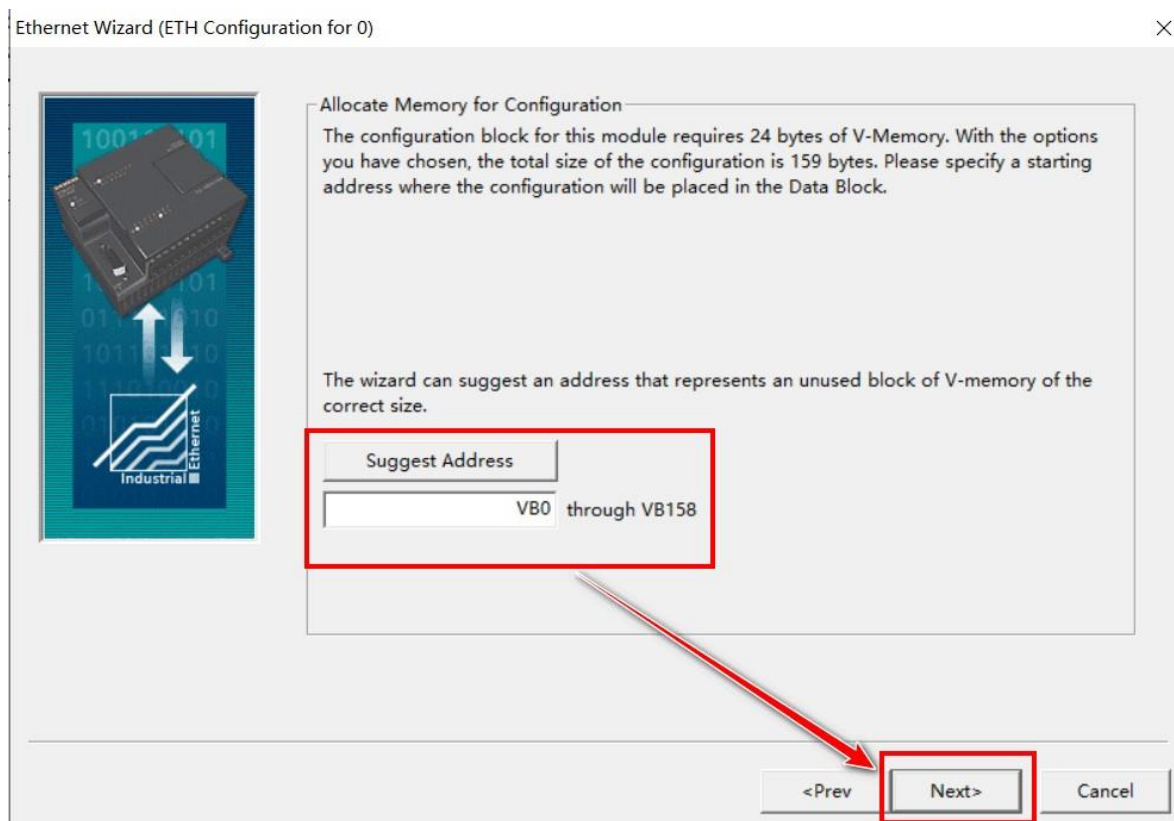 Ethernet Wizard (ETH Configuration for 0)
Allocate Memory for Configuration
The configuration block for this module requires 24 bytes of V-Memory. With the options
you have chosen, the total size of the configuration is 159 bytes. Please specify a starting
address where the configuration will be placed in the Data Block.
The wizard can suggest an address that represents an unused block of V-memory of the
correct size.
Suggest Address
VB0 through VB158
Industrial
Ethernet
<Prev
Next>
Cancel